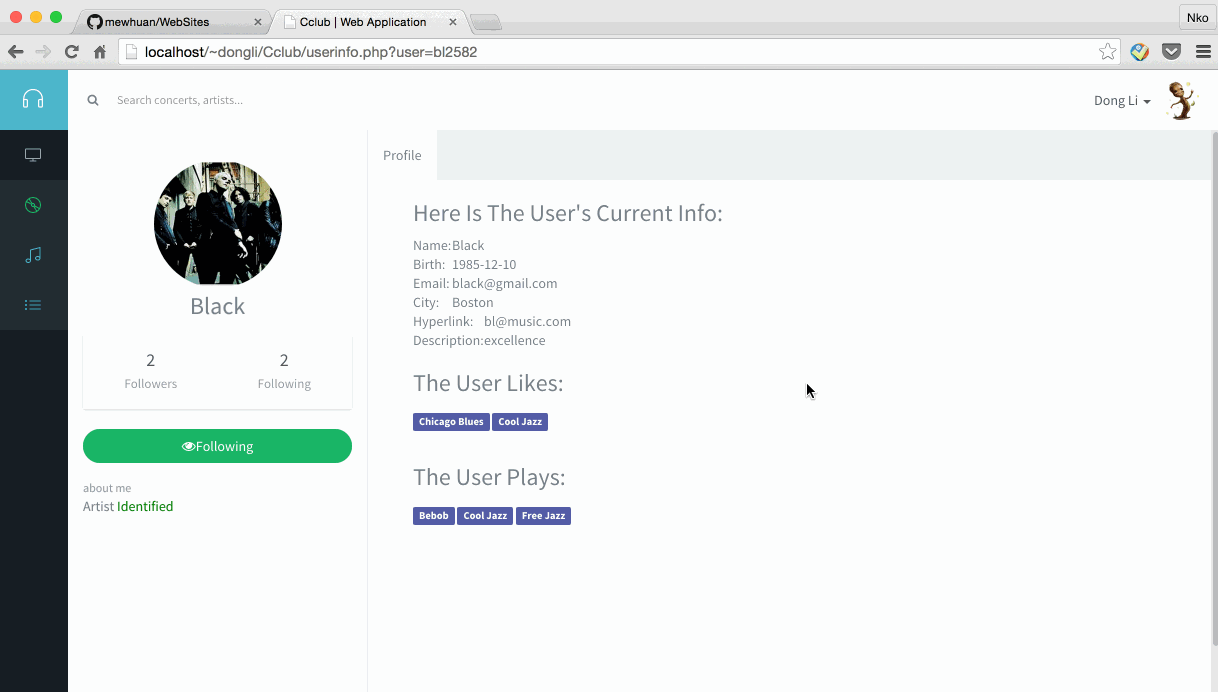 mewhuan/WebSites
Cclub | Web Application
Nko
localhost/~dongli/Cclub/userinfo.php?user=bl2582
Search concerts, artists...
Dong Li
Black
2 2
Followers Following
Following
about me
Artist Identified
Profile
Here Is The User's Current Info:
Name: Black
Birth: 1985-12-10
Email: black@gmail.com
City: Boston
Hyperlink: bl@music.com
Description:excellence
The User Likes:
Chicago Blues Cool Jazz
The User Plays:
Bebob Cool Jazz Free Jazz